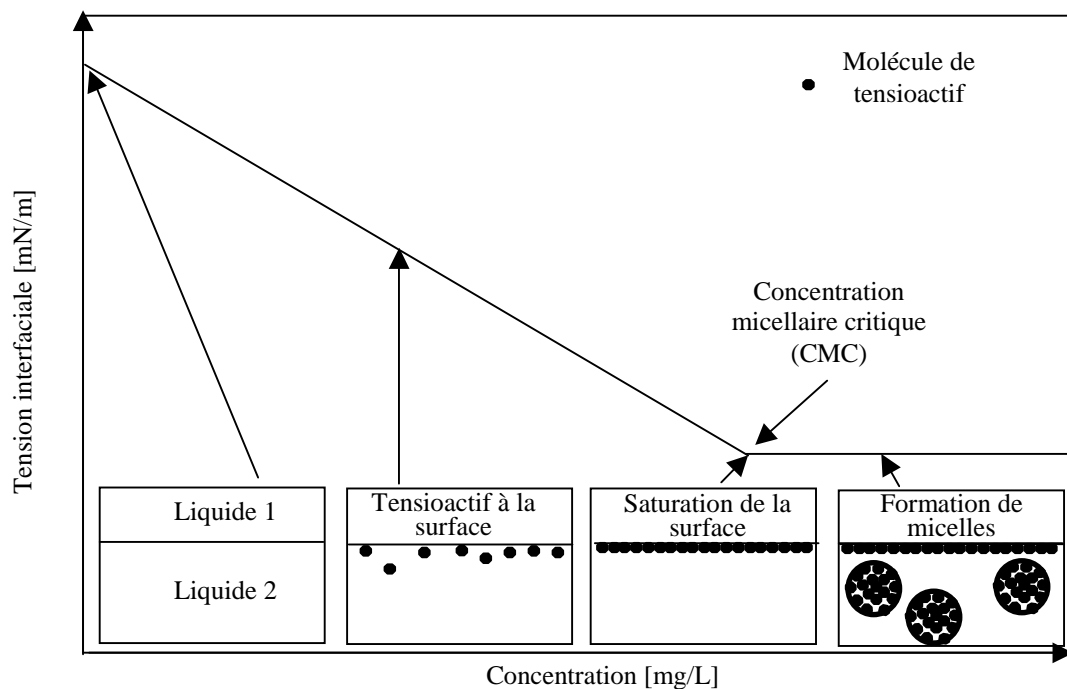 Molécule de
tensioactif
Tension interfaciale [mN/m]
Concentration
micellaire critique
(CMC)
Liquide 1
Liquide 2
Tensioactif à la
surface
Saturation de la
surface
Formation de
micelles
Concentration [mg/L]